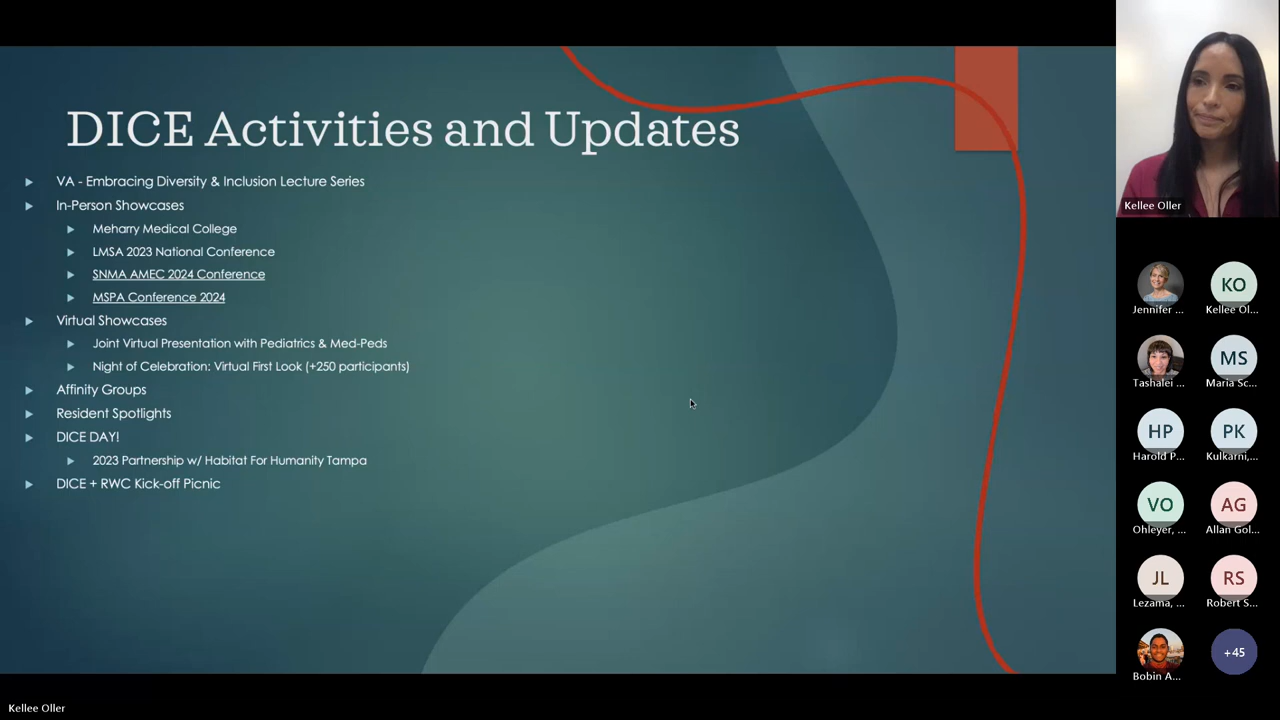 DICE Activities and Updates
VA - Embracing Diversity & Inclusion Lecture Series
In-Person Showcases
Meharry Medical College
LMSA 2023 National Conference
SNMA AMEC 2024 Conference
MSPA Conference 2024
Virtual Showcases
Joint Virtual Presentation with Pediatrics & Med-Peds
Night of Celebration: Virtual First Look (+250 participants)
Affinity Groups
Resident Spotlights
DICE DAY!
2023 Partnership w/ Habitat For Humanity Tampa
DICE + RWC Kick-off Picnic
Kellee Oller
KO
Jennifer ...
Kellee Ol...
MS
Tashalei ...
Maria Sc...
HP
PK
Harold P...
Kulkarni,...
VO
AG
Ohleyer, ...
Allan Gol...
JL
RS
Lezama, ...
Robert S...
+45
Bobin A...
Kellee Oller